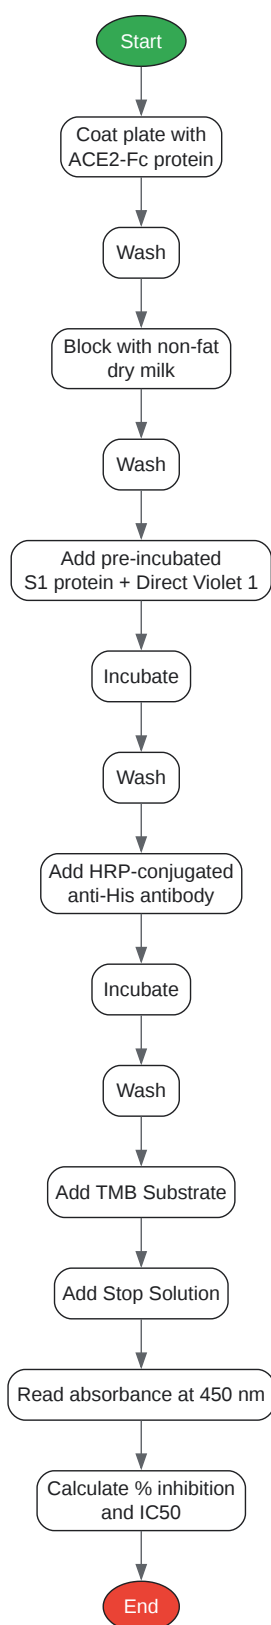 Start
Coat plate with
ACE2-Fc protein
Wash
Block with non-fat
dry milk
Wash
Add pre-incubated
S1 protein + Direct Violet 1
Incubate
Wash
Add HRP-conjugated
anti-His antibody
Incubate
Wash
Add TMB Substrate
Add Stop Solution
Read absorbance at 450 nm
Calculate % inhibition
and IC50
End